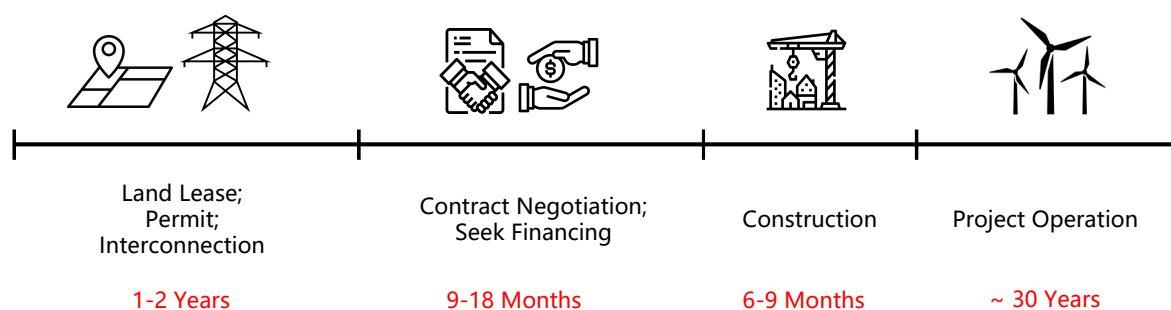 $
Land Lease;
Permit;
Interconnection
Contract Negotiation;
Seek Financing
Construction
Project Operation
1-2 Years
9-18 Months
6-9 Months
~ 30 Years